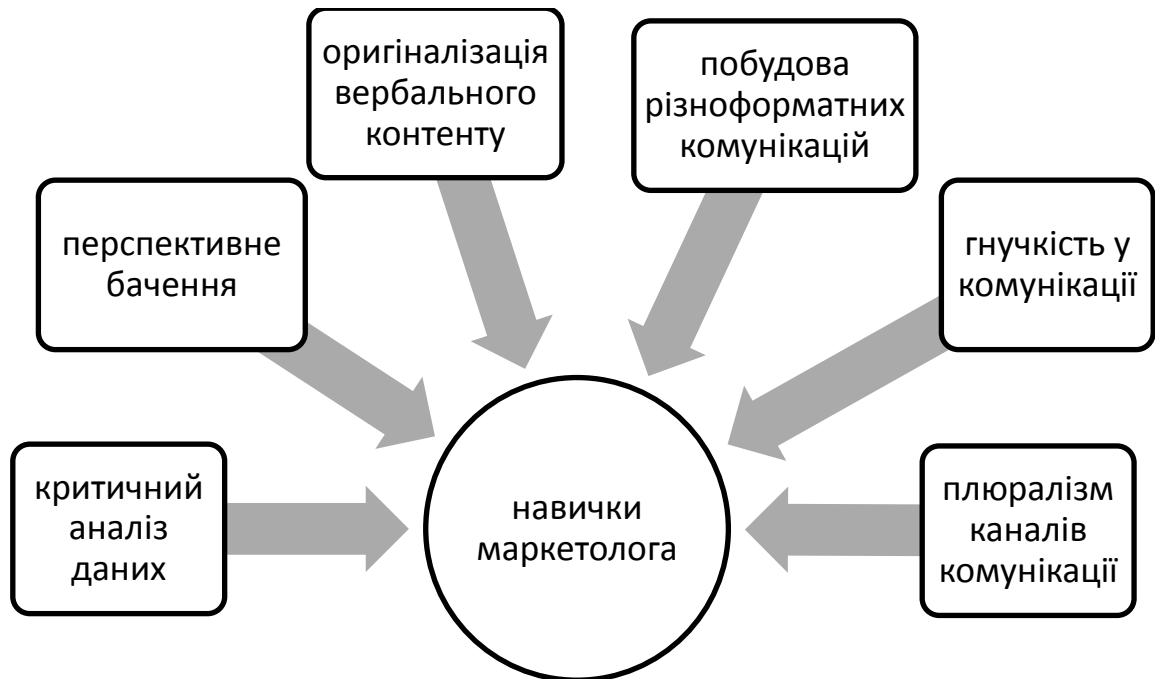 оригіналізація
вербального
контенту
побудова
різноформатних
комунікацій
перспективне
бачення
гнучкість у
комунікації
критичний
аналіз
даних
навички
маркетолога
плюралізм
каналів
комунікації